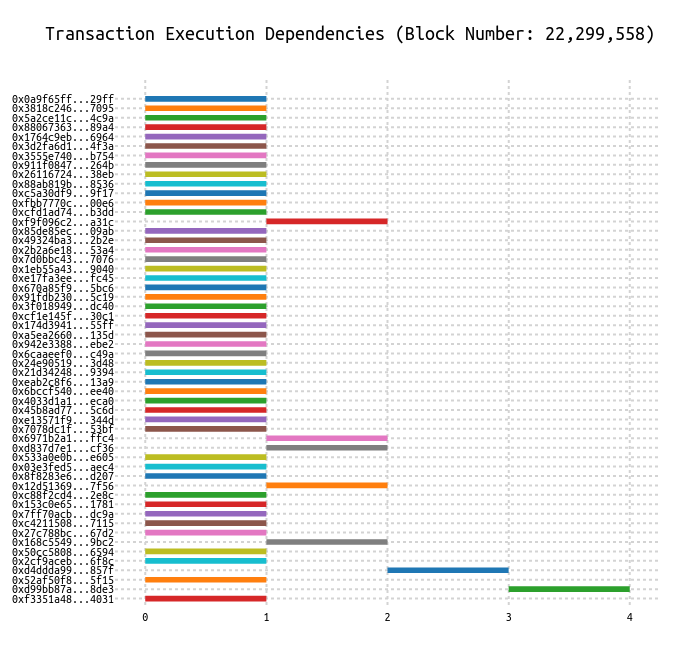 Transaction Execution Dependencies (Block Number: 22,299,558)
0x0a9f65ff...29ff
0x3818c246...7095
0x5a2ce11c...4c9a
0x88067363...89a4
0x1764c9eb...6964
0x3d2fa6d1...4f3a
0x3555e740...b754
0x911f0847...264b
0x26116724...38eb
0x88ab819b...8536
0xc5a30df9...9f17
0xfbb7770c...00e6
0xcfd1ad74...b3dd
0xf9f096c2...a31c
0x85de85ec...09ab
0x49324ba3...2b2e
0x2b2a6e18...53a4
0x7d0bbc43...7076
0x1eb55a43...9040
0xe17fa3ee...fc45
0x670a85f9...5bc6
0x91fdb230...5c19
0x3f018949...dc40
0xcf1e145f...30c1
0x174d3941...55ff
0xa5ea2660...135d
0x942e3388...ebe2
0x6caaeef0...c49a
0x24e90519...3d48
0x21d34248...9394
0xeab2c8f6...13a9
0x6bccf540...ee40
0x4033d1a1...eca0
0x45b8ad77...5c6d
0xe13571f9...344d
0x7078dc1f...53bf
0x6971b2a1...ffc4
0xd837d7e1...cf36
0x533a0e0b...e605
0x03e3fed5...aec4
0x8f8283e6...d207
0x12d51369...7f56
0xc88f2cd4...2e8c
0x153c0e65...1781
0x7ff70acb...dc9a
0xc4211508...7115
0x27c788bc...67d2
0x168c5549...9bc2
0x50cc5808...6594
0x2cf9aceb...6f8c
0xd4ddda99...857f
0x52af50f8...5f15
0xd99bb87a...8de3
0xf3351a48...4031
0 1 2 3 4